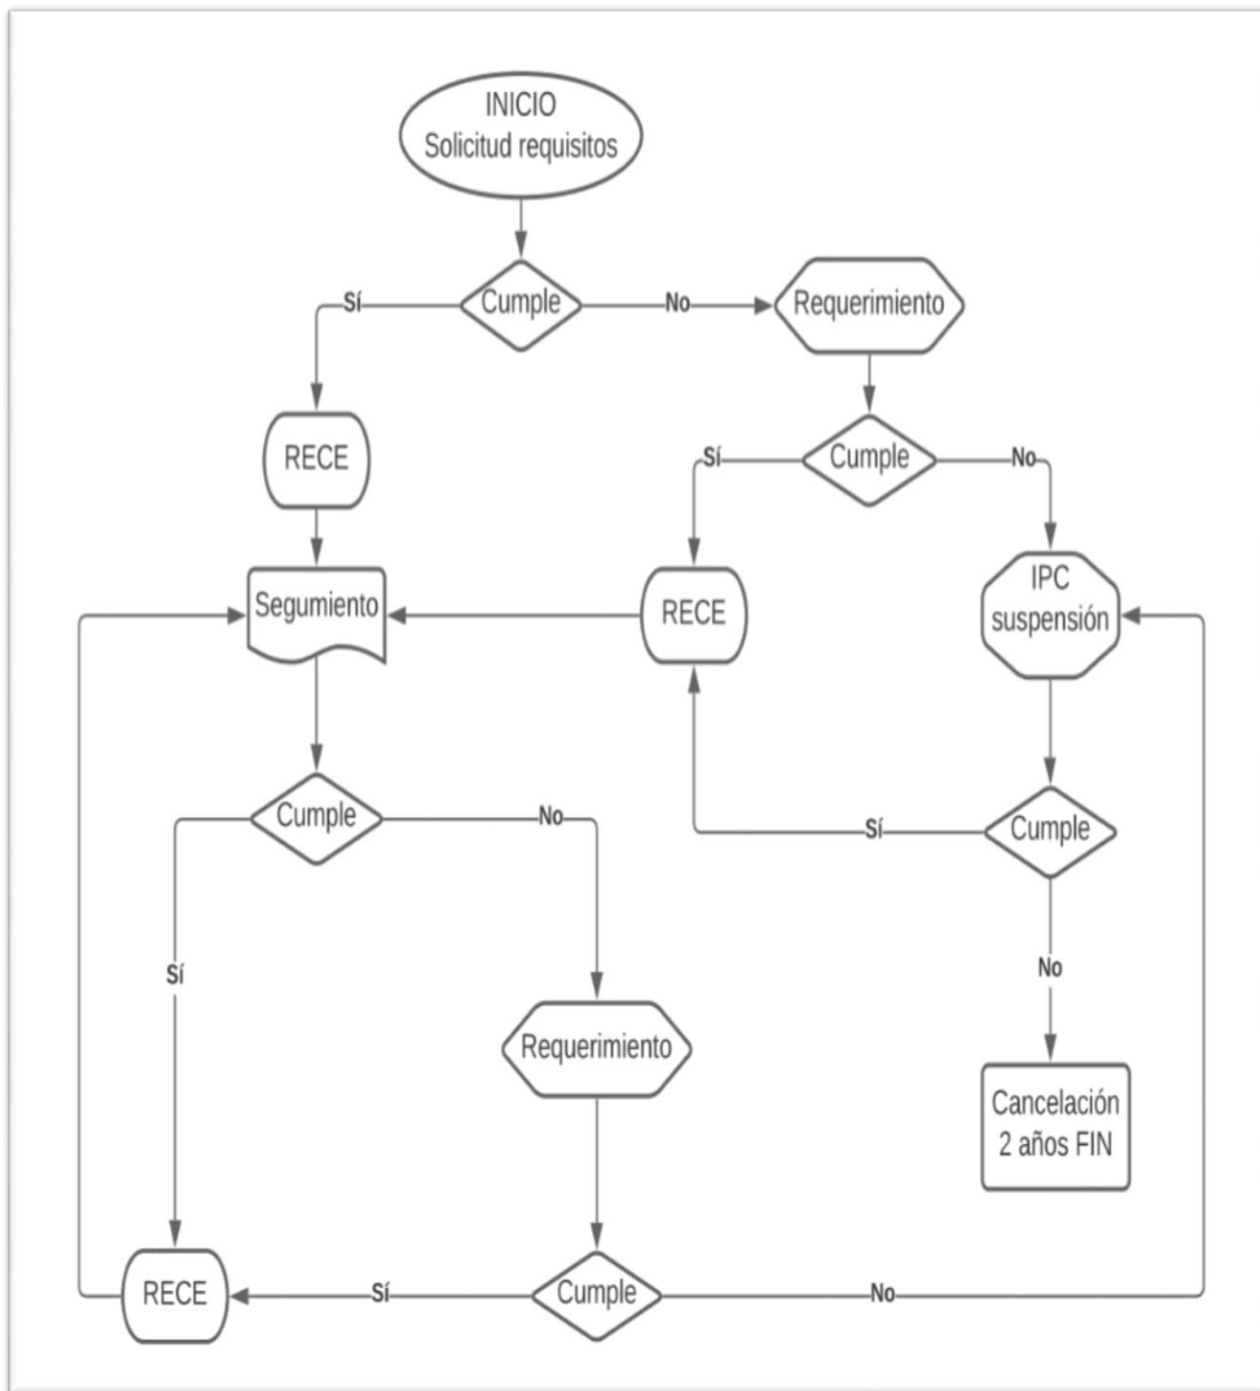 INICIO
Solicitud requisitos
Cumple
Sí
No
Requerimiento
RECE
Cumple
Sí
No
Segumiento
RECE
IPC
suspensión
Cumple
No
Sí
Cumple
Sí
No
Requerimiento
Cancelación
2 años FIN
RECE
Sí
Cumple
No